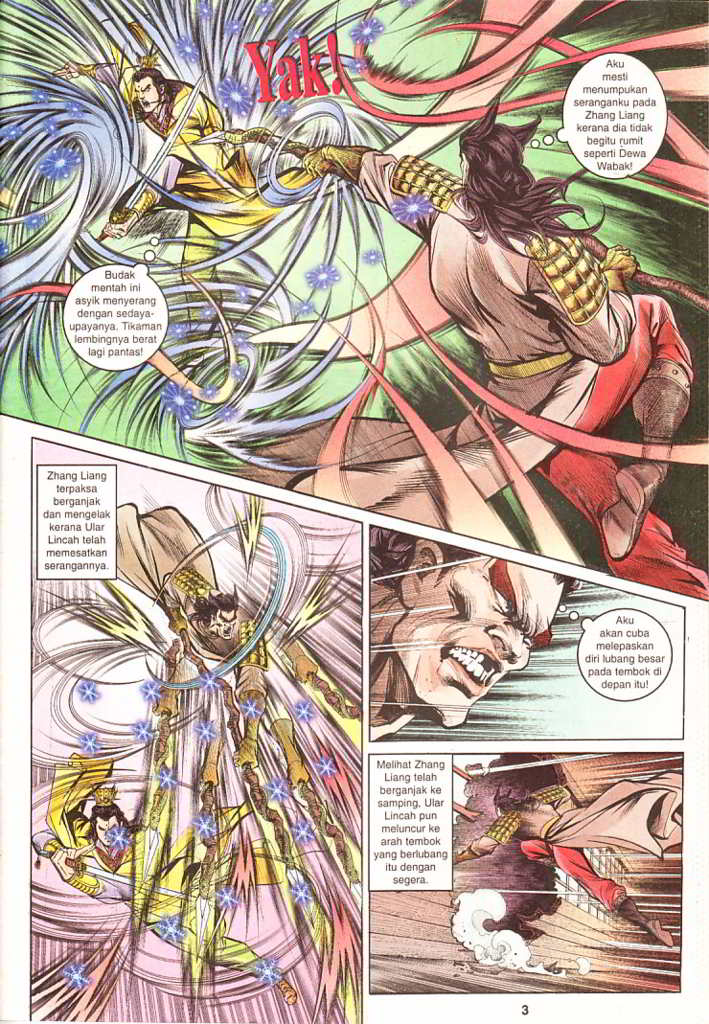 Yak!
Aku
mesti
menumpukan
seranganku pada
Zhang Liang
kerana dia tidak
begitu rumit
seperti Dewa
Wabak!
Budak
mentah ini
asyik menyerang
dengan sedaya-
upayanya. Tikaman
lembingnya berat
lagi pantas!
Zhang Liang
terpaksa
berganjak
dan mengelak
kerana Ular
Lincah telah
memesatkan
serangannya.
Aku
akan cuba
melepaskan
diri lubang besar
pada tembok di
depan itu!
Melihat Zhang
Liang telah
berganjak ke
samping, Ular
Lincah pun
meluncur ke
arah tembok
yang berlubang
itu dengan
segera.
3